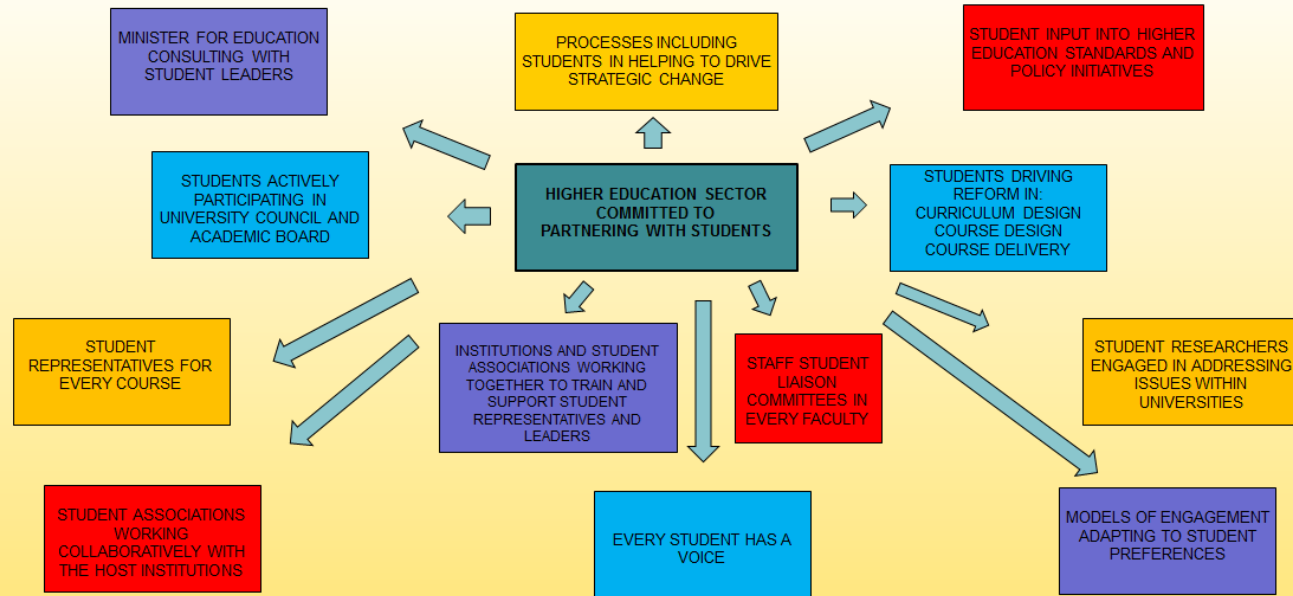 MINISTER FOR EDUCATION
CONSULTING WITH
STUDENT LEADERS
PROCESSES INCLUDING
STUDENTS IN HELPING TO DRIVE
STRATEGIC CHANGE
STUDENT INPUT INTO HIGHER
EDUCATION STANDARDS AND
POLICY INITIATIVES
STUDENTS ACTIVELY
PARTICIPATING IN
UNIVERSITY COUNCIL AND
ACADEMIC BOARD
HIGHER EDUCATION SECTOR
COMMITTED TO
PARTNERING WITH STUDENTS
STUDENTS DRIVING
REFORM IN:
CURRICULUM DESIGN
COURSE DESIGN
COURSE DELIVERY
STUDENT
REPRESENTATIVES FOR
EVERY COURSE
INSTITUTIONS AND STUDENT
ASSOCIATIONS WORKING
TOGETHER TO TRAIN AND
SUPPORT STUDENT
REPRESENTATIVES AND
LEADERS
STAFF STUDENT
LIAISON
COMMITTEES IN
EVERY FACULTY
STUDENT RESEARCHERS
ENGAGED IN ADDRESSING
ISSUES WITHIN
UNIVERSITIES
STUDENT ASSOCIATIONS
WORKING
COLLABORATIVELY WITH
THE HOST INSTITUTIONS
EVERY STUDENT HAS A
VOICE
MODELS OF ENGAGEMENT
ADAPTING TO STUDENT
PREFERENCES